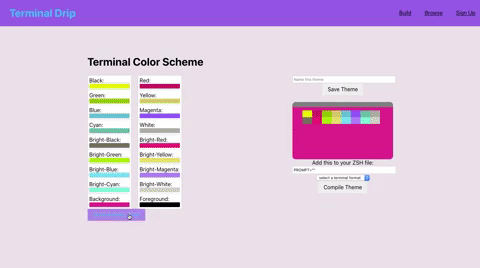 Terminal Drip
Build Browse Sign Up
Terminal Color Scheme
Black: Red:
Green: Yellow:
Blue: Magenta:
Cyan: White:
Bright-Black: Bright-Red:
Bright-Green: Bright-Yellow:
Bright-Blue: Bright-Magenta:
Bright-Cyan: Bright-White:
Background: Foreground:
Name this theme
Save Theme
Add this to your ZSH file:
PROMPT=""
select a terminal format
Compile Theme